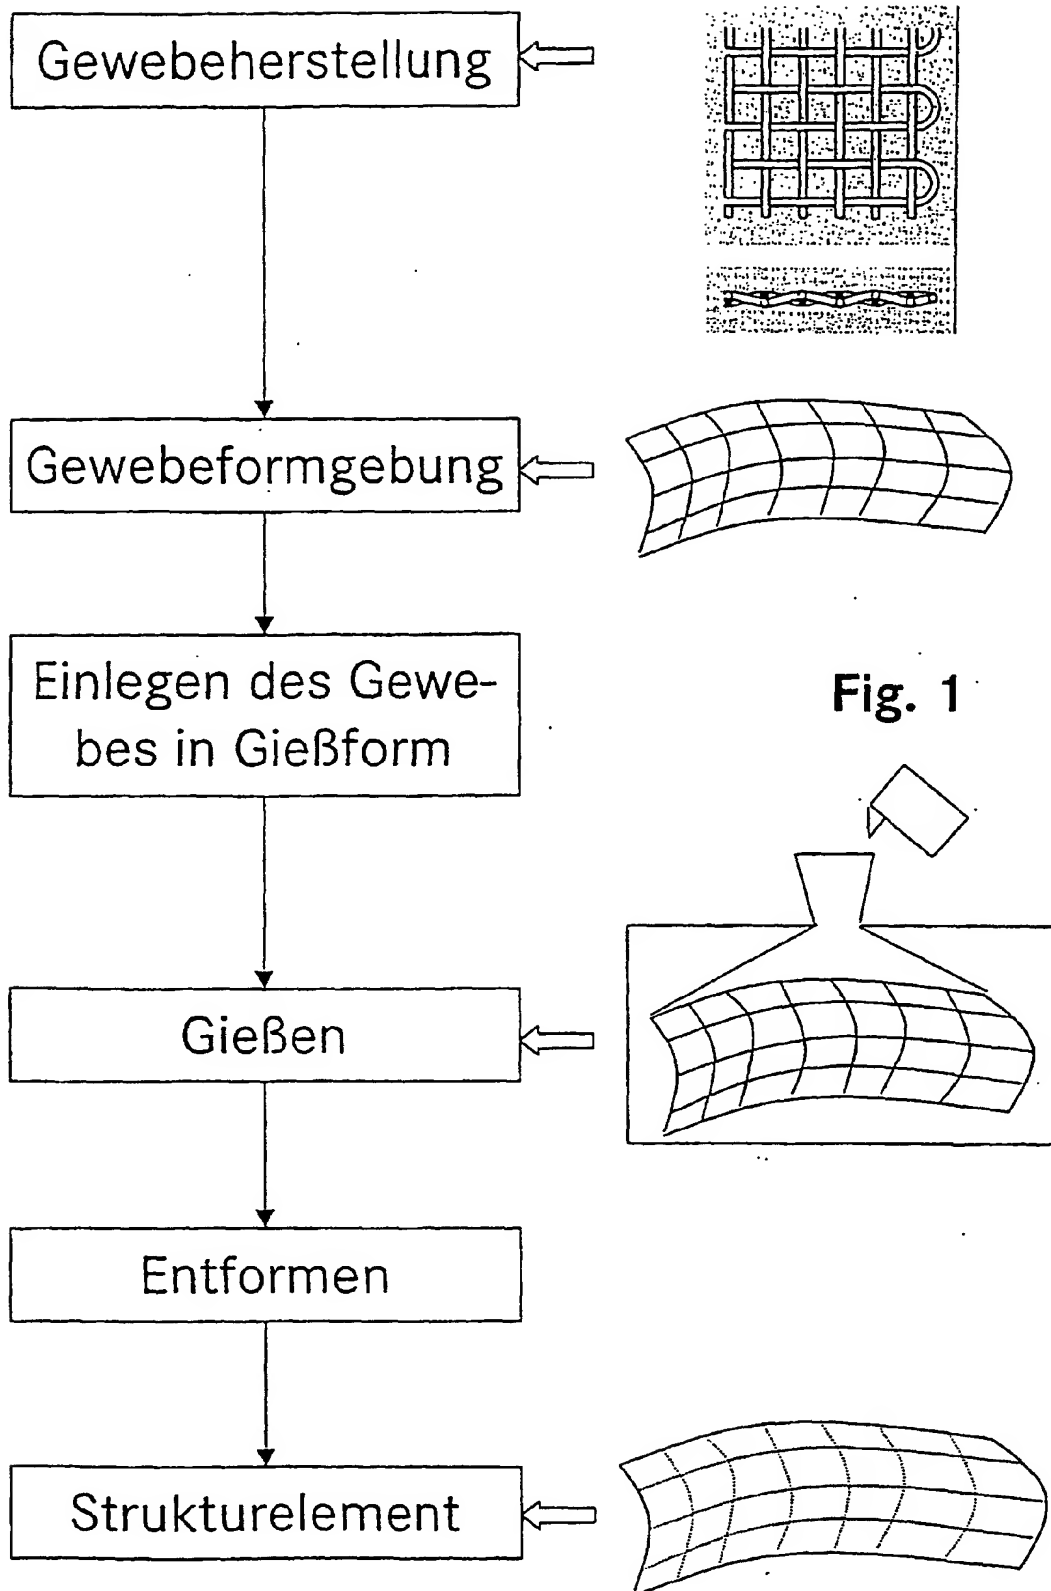 Gewebeherstellung
Gewebeformgebung
Einlegen des Gewe-
bes in Gießform
Fig. 1
Gießen
Entformen
Strukturelement